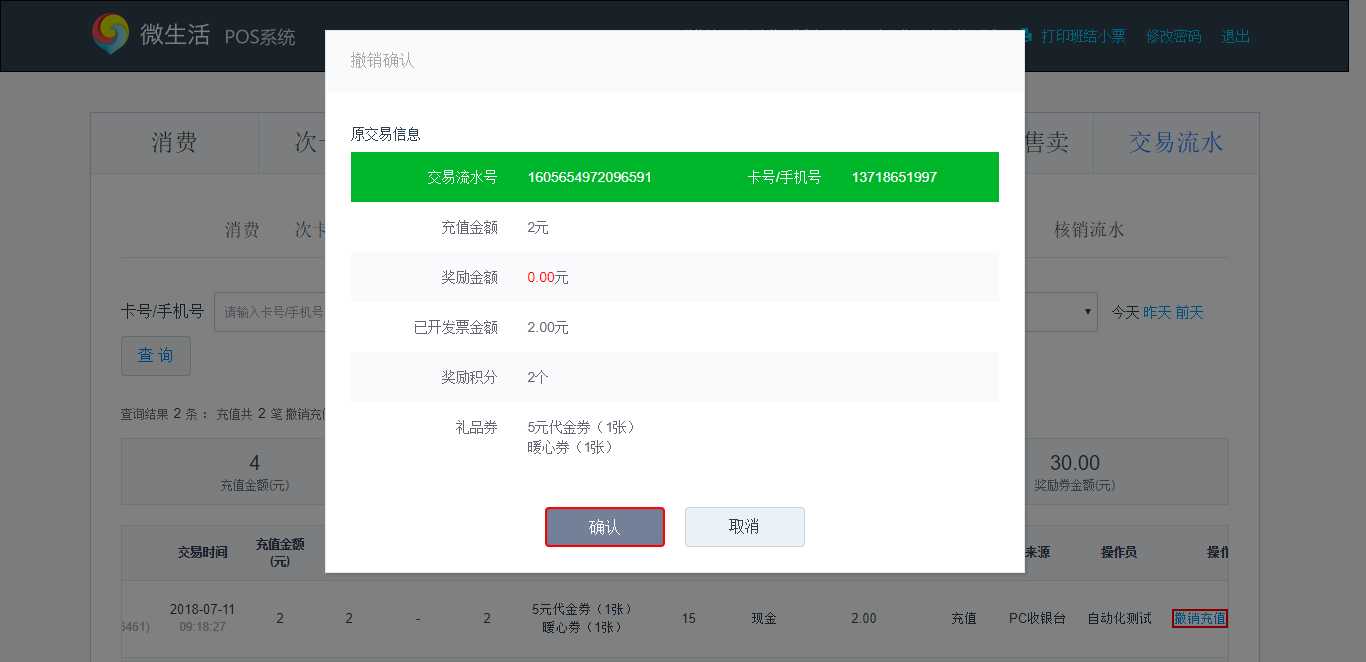 微生活 POS系统
打印班结小票 修改密码 退出
撤销确认
消费
售卖 交易流水
原交易信息
交易流水号 1605654972096591 卡号/手机号 13718651997
充值金额 2元
消费 次卡
核销流水
奖励金额 0.00元
卡号/手机号 请输入卡号/手机号
今天 昨天 前天
已开发票金额 2.00元
查 询
奖励积分 2个
查询结果 2 条： 充值共 2 笔 撤销充值
礼品券 5元代金券（1张）
暖心券（1张）
4
充值金额(元)
30.00
奖励券金额(元)
确认 取消
交易时间 充值金额
(元)
来源 操作员 操作
6461) 2018-07-11
09:18:27
2 2 - 2 5元代金券（1张）
暖心券（1张）
15 现金 2.00 充值 PC收银台 自动化测试 撤销充值